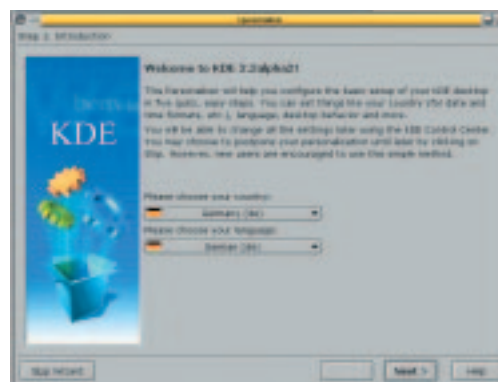 Kpersonalizer
Step 1: Introduction
Welcome to KDE 3.2alpha2!
This Personalizer will help you configure the basic setup of your KDE desktop
in five quick, easy steps. You can set things like your country (for date and
time formats, etc.), language, desktop behavior and more.
You will be able to change all the settings later using the KDE Control Center.
You may choose to postpone your personalization until later by clicking on
Skip. However, new users are encouraged to use this simple method.
KDE
Please choose your country:
Germany (de)
Please choose your language:
German (de)
Skip Wizard
Next >
Help